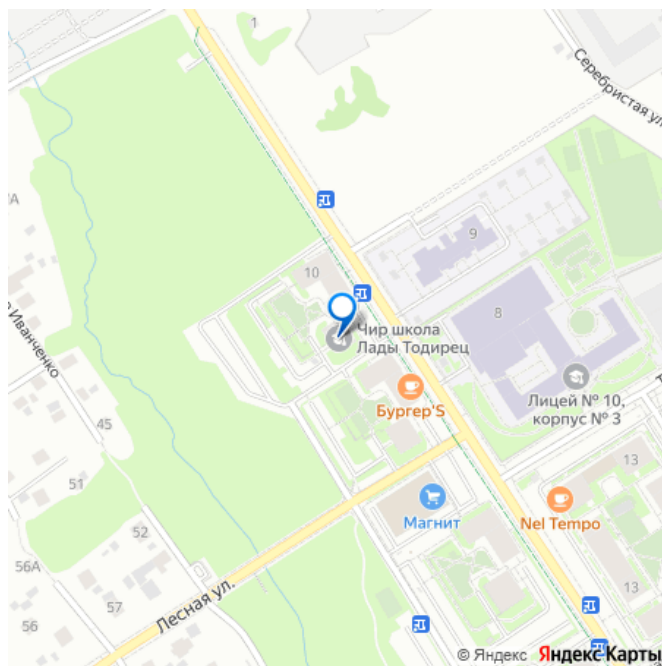 1
Серебристая ул.
9
10
8
Чир школа
Лады Тодирец
Иванченко
Лицей № 10,
корпус № 3
Бургер'S
45
13
51
Магнит
Nel Tempo
52
56А
57
13
56
Лесная ул.
© Яндекс Яндекс Карты